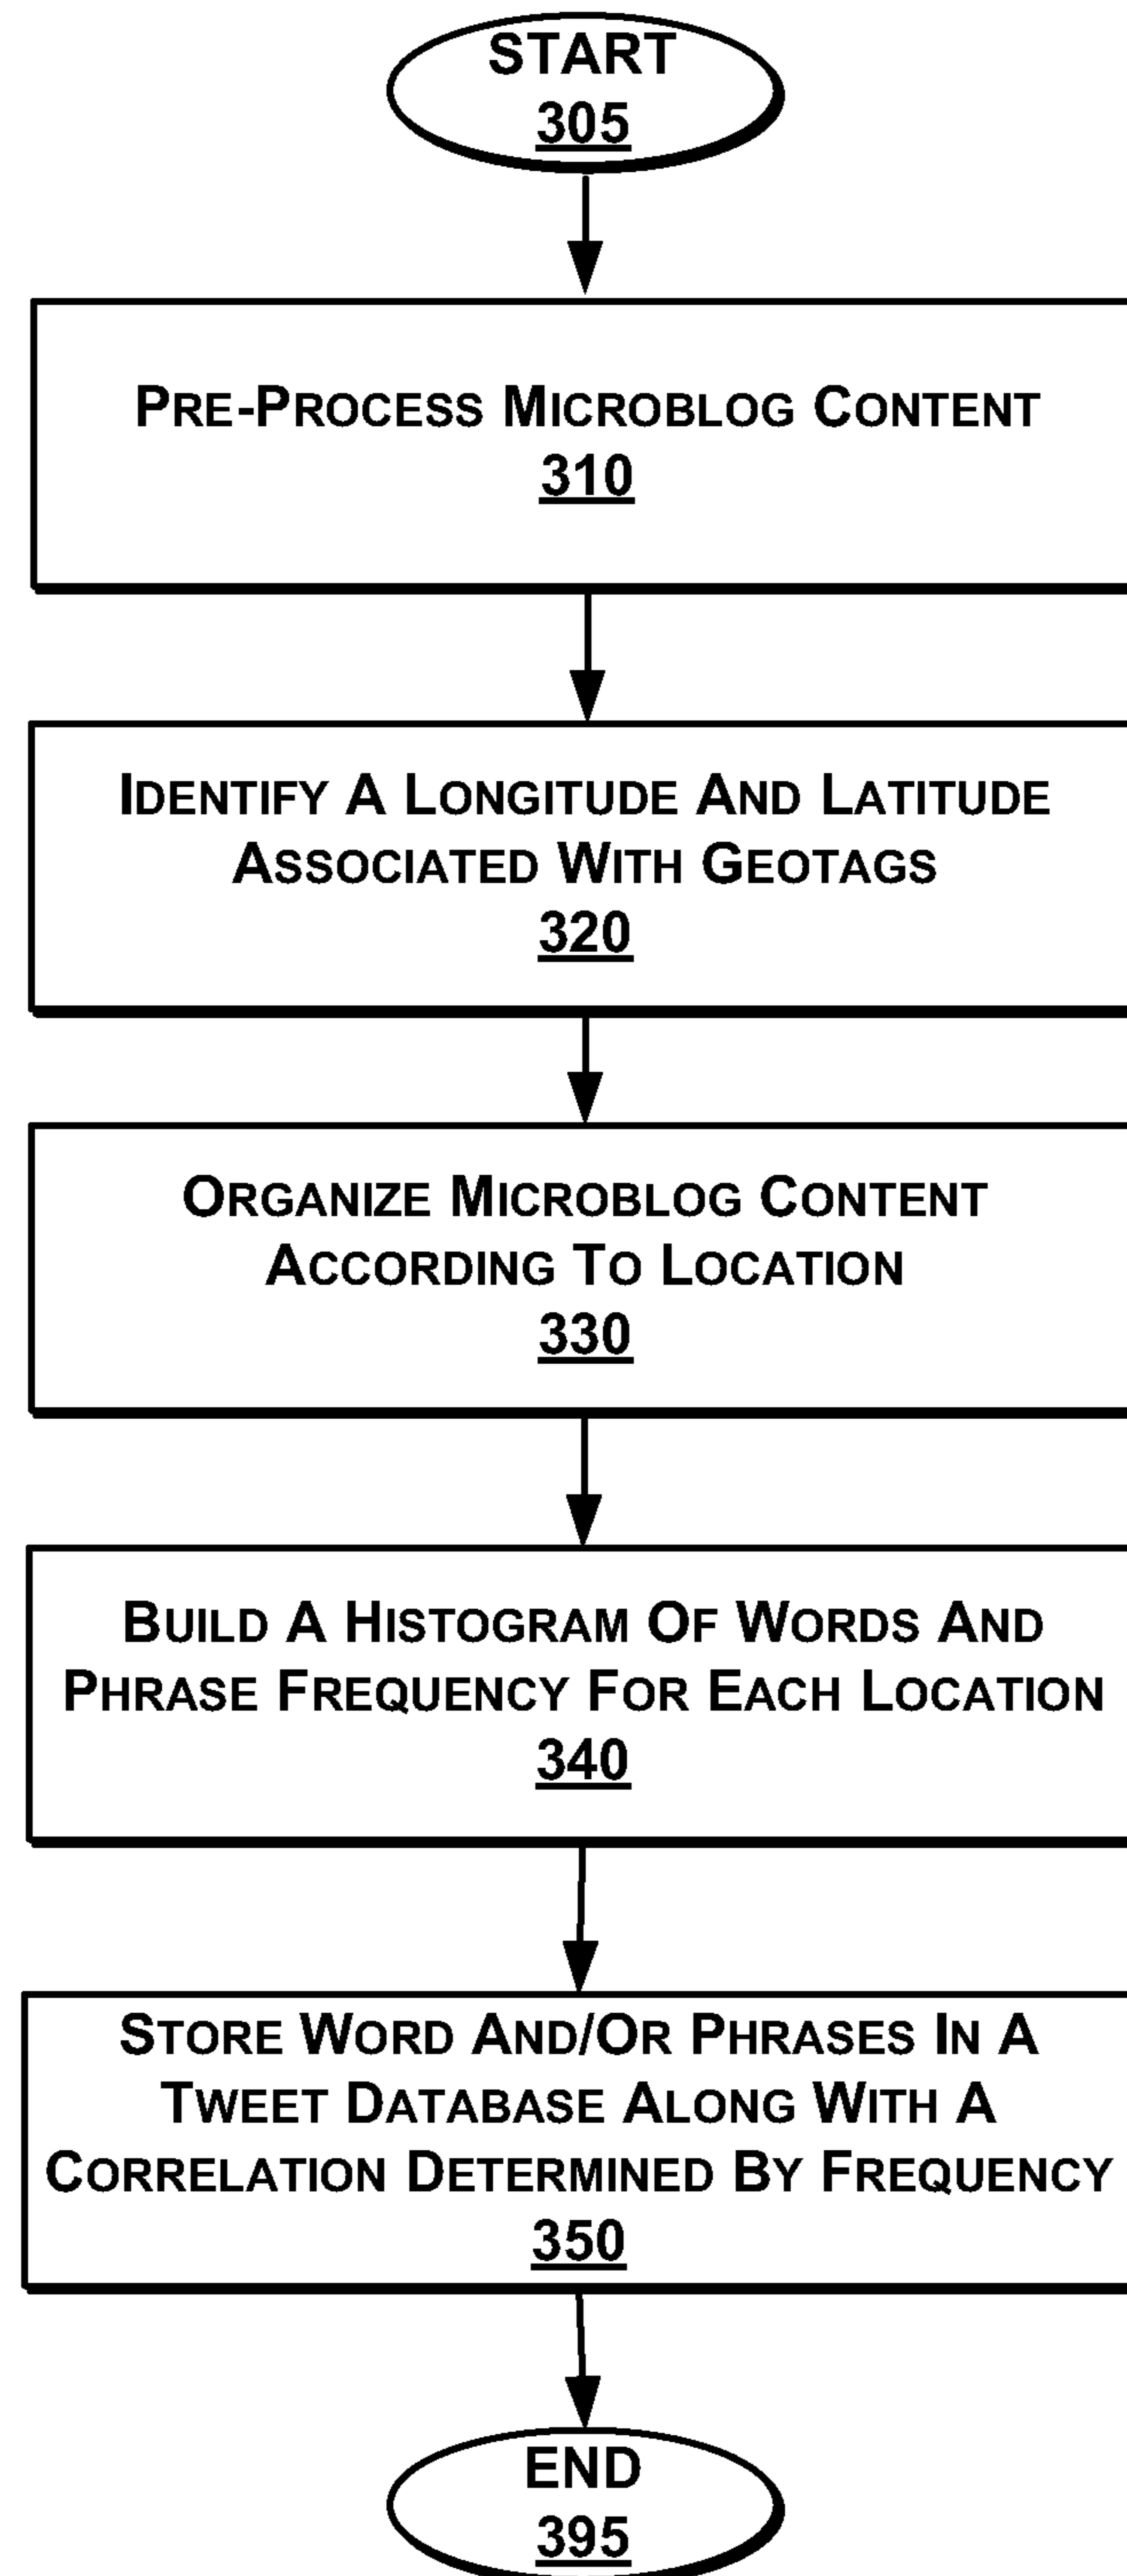 START
305
PRE-PROCESS MICROBLOG CONTENT
310
IDENTIFY A LONGITUDE AND LATITUDE
ASSOCIATED WITH GEOTAGS
320
ORGANIZE MICROBLOG CONTENT
ACCORDING TO LOCATION
330
BUILD A HISTOGRAM OF WORDS AND
PHRASE FREQUENCY FOR EACH LOCATION
340
STORE WORD AND/OR PHRASES IN A
TWEET DATABASE ALONG WITH A
CORRELATION DETERMINED BY FREQUENCY
350
END
395